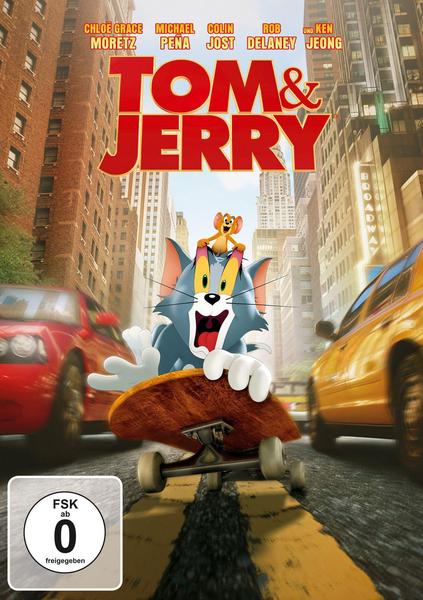 CHLOË GRACE MORETZ
MICHAEL PEÑA
COLIN JOST
ROB DELANEY
UND KEN JEONG
TOM&
JERRY
BROADWAY
FSK
ab
0
freigegeben